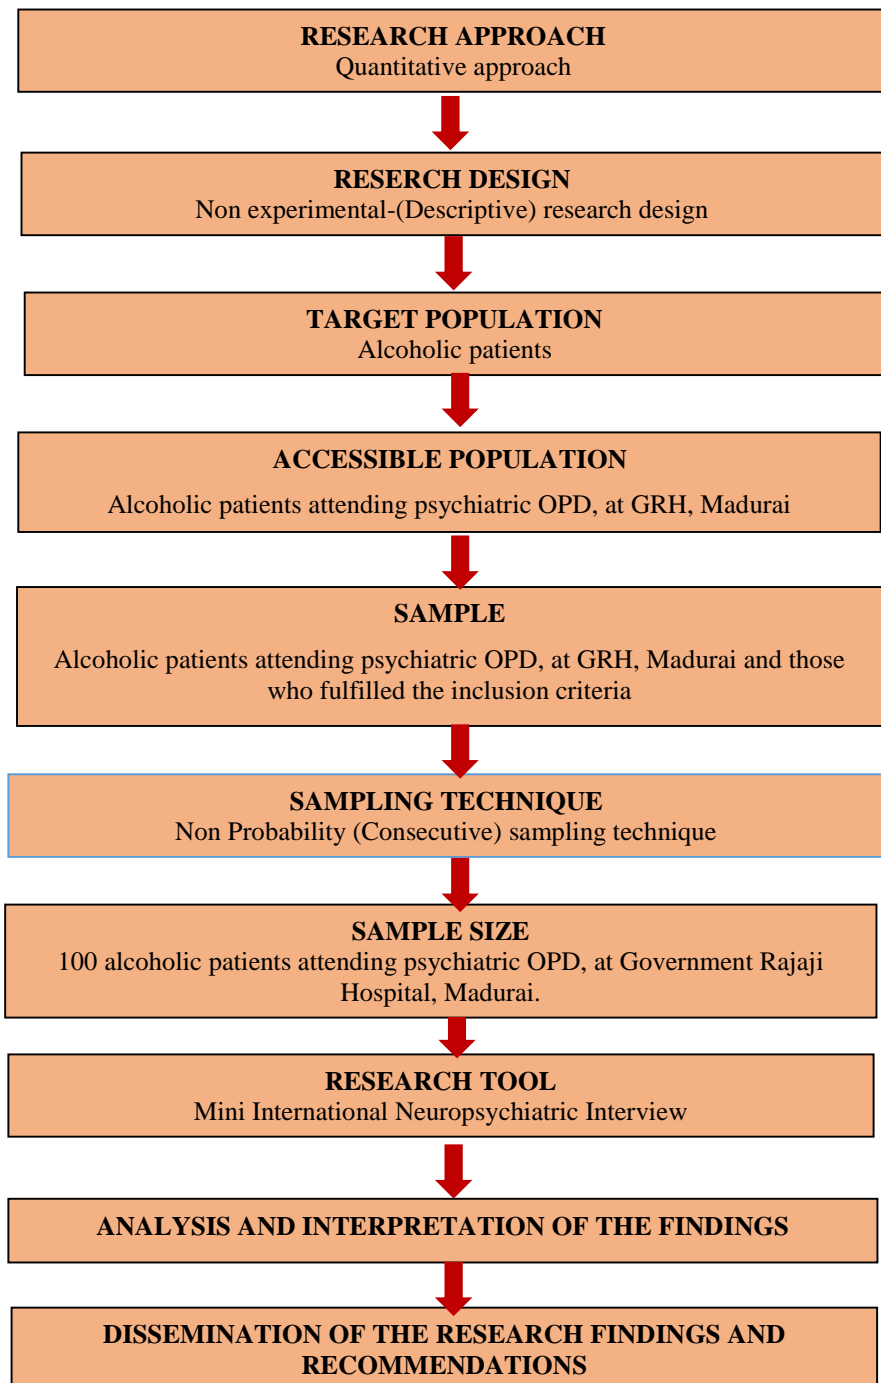 RESEARCH APPROACH
Quantitative approach
RESERCH DESIGN
Non experimental-(Descriptive) research design
TARGET POPULATION
Alcoholic patients
ACCESSIBLE POPULATION
Alcoholic patients attending psychiatric OPD, at GRH, Madurai
SAMPLE
Alcoholic patients attending psychiatric OPD, at GRH, Madurai and those
who fulfilled the inclusion criteria
SAMPLING TECHNIQUE
Non Probability (Consecutive) sampling technique
SAMPLE SIZE
100 alcoholic patients attending psychiatric OPD, at Government Rajaji
Hospital, Madurai.
RESEARCH TOOL
Mini International Neuropsychiatric Interview
ANALYSIS AND INTERPRETATION OF THE FINDINGS
DISSEMINATION OF THE RESEARCH FINDINGS AND
RECOMMENDATIONS